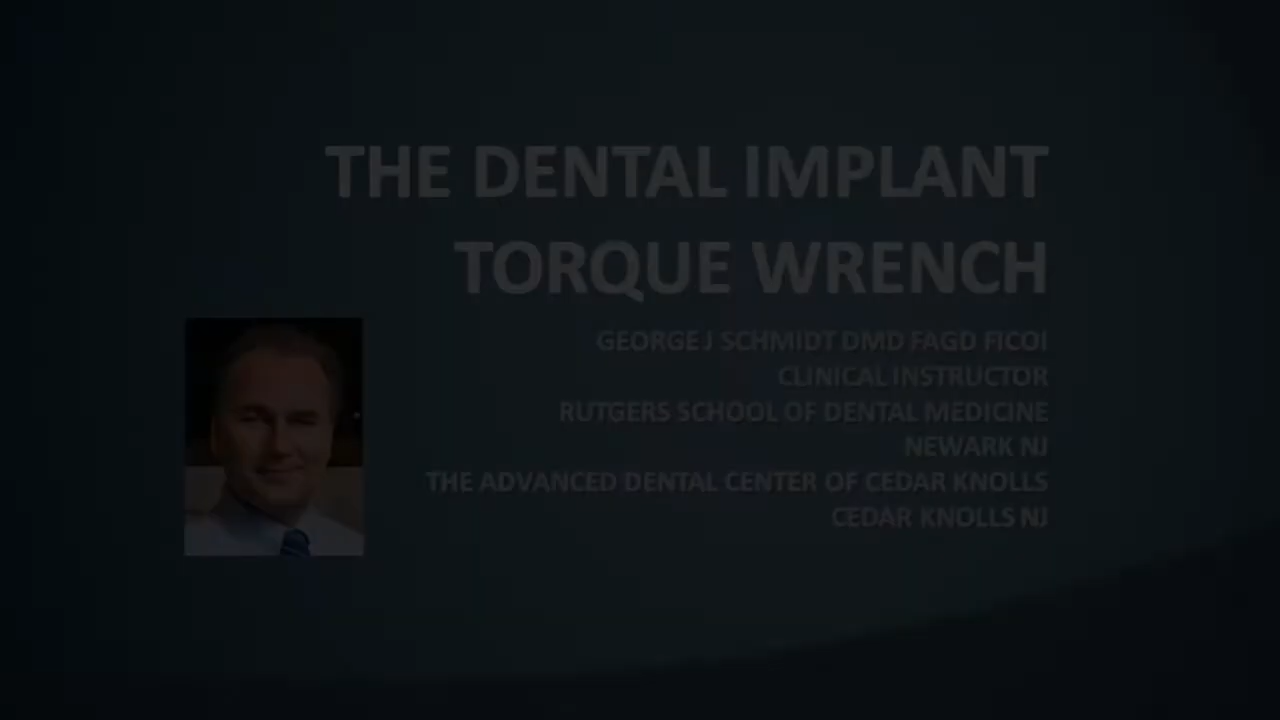 THE DENTAL IMPLANT
TORQUE WRENCH
GEORGE J SCHMIDT DMD FAGD FICOI
CLINICAL INSTRUCTOR
RUTGERS SCHOOL OF DENTAL MEDICINE
NEWARK NJ
THE ADVANCED DENTAL CENTER OF CEDAR KNOLLS
CEDAR KNOLLS NJ